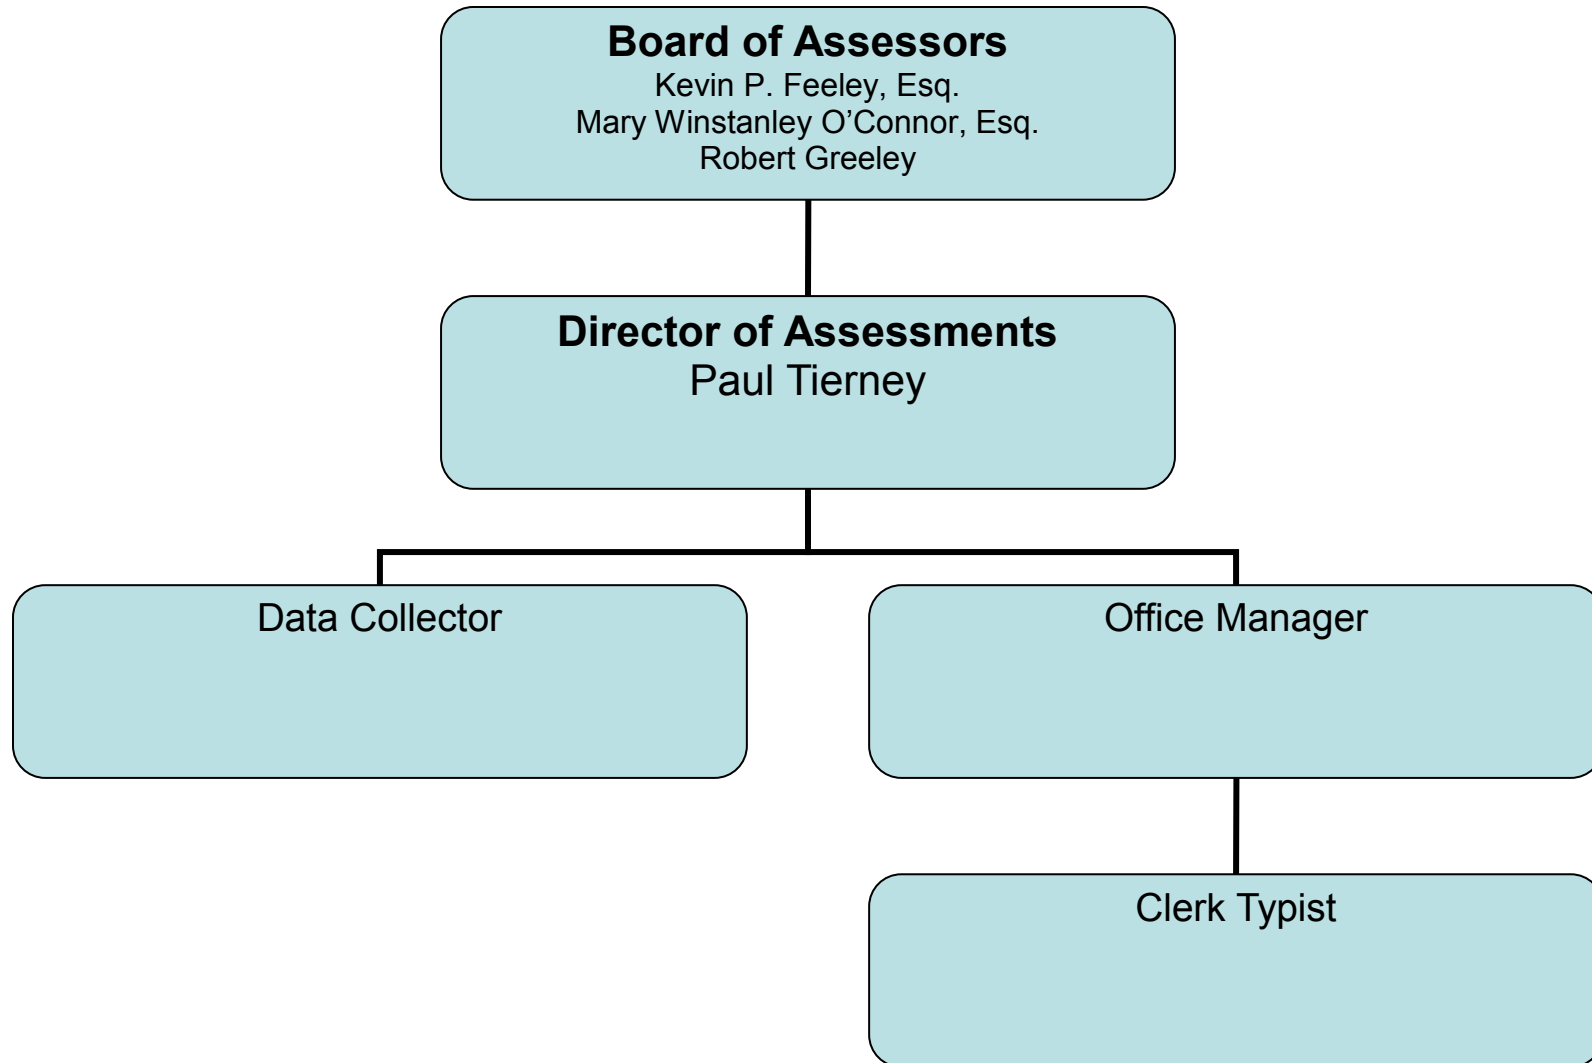 Board of Assessors
Kevin P. Feeley, Esq.
Mary Winstanley O’Connor, Esq.
Robert Greeley
Director of Assessments
Paul Tierney
Data Collector
Office Manager
Clerk Typist